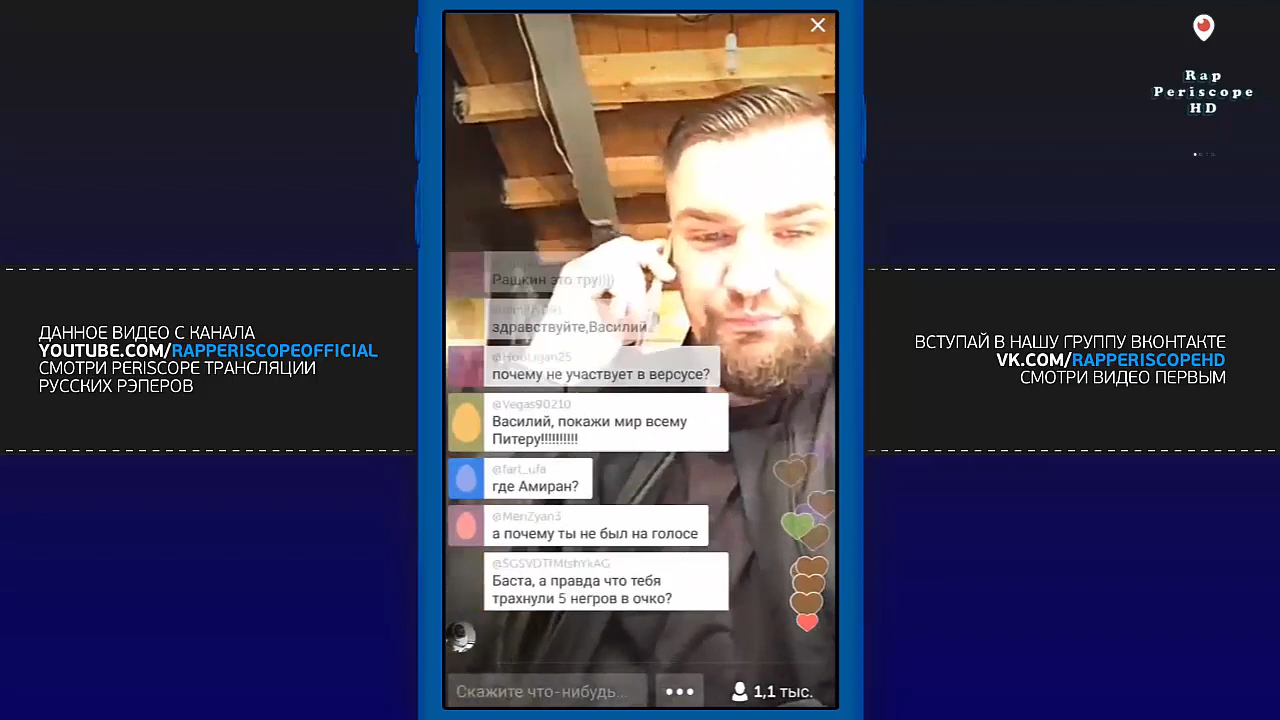 Rap
Periscope
HD
ДАННОЕ ВИДЕО С КАНАЛА
YOUTUBE.COM/RAPPERISCOPEOFFICIAL
СМОТРИ PERISCOPE ТРАНСЛЯЦИИ
РУССКИХ РЭПЕРОВ
Рашкин это тру))))
здравствуйте,Василий
@HooLigan25
почему не участвует в версусе?
@Vegas90210
Василий, покажи мир всему
Питеру!!!!!!!!!!
@fart_ufa
где Амиран?
@MenZyan3
а почему ты не был на голосе
Баста, а правда что тебя
трахнули 5 негров в очко?
Скажите что-нибудь...
1,1 тыс.
ВСТУПАЙ В НАШУ ГРУППУ ВКОНТАКТЕ
VK.COM/RAPPERISCOPEHD
СМОТРИ ВИДЕО ПЕРВЫМ